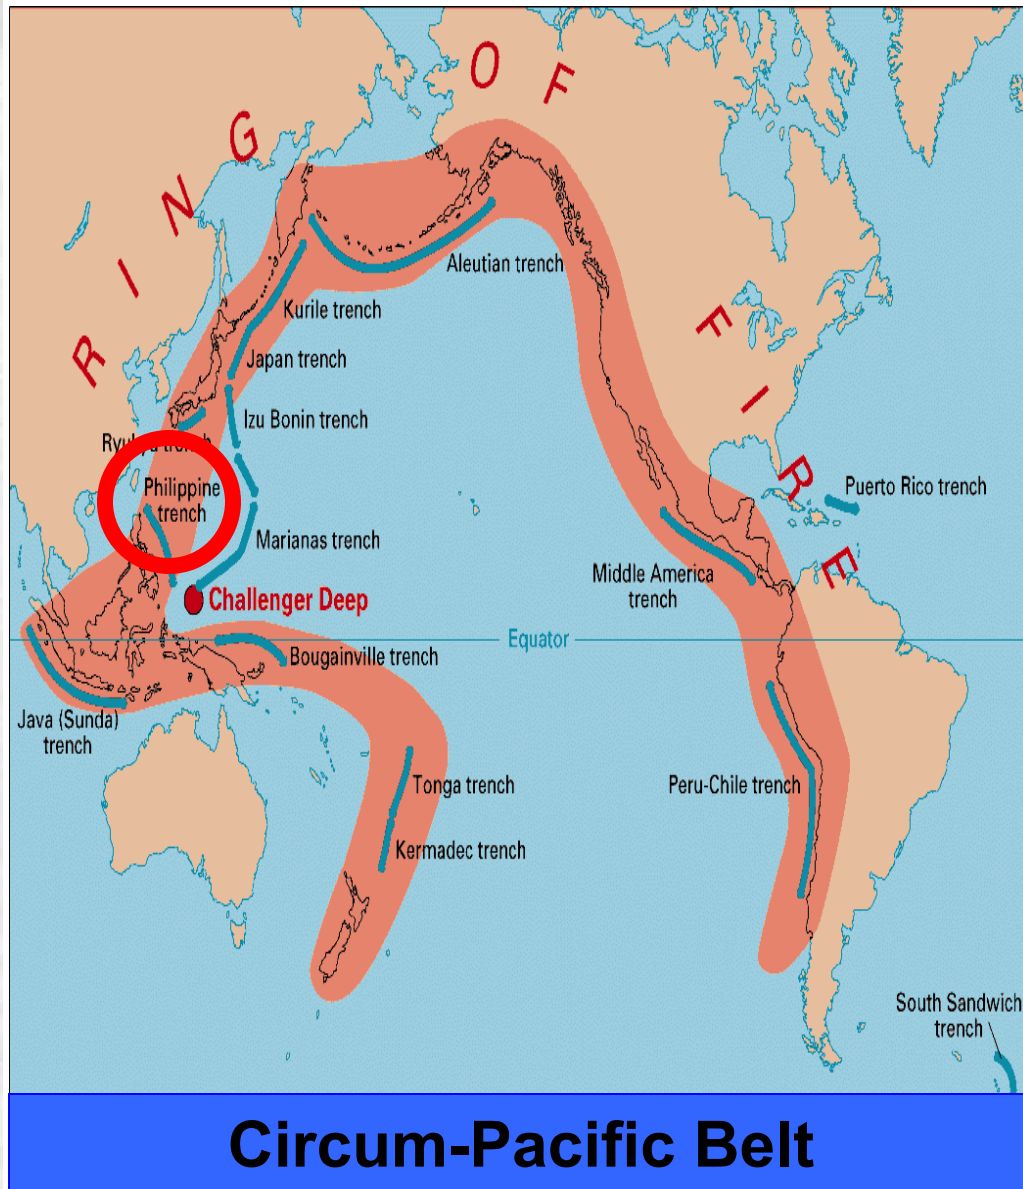 RING OF FIRE
Aleutian trench
Kurile trench
Japan trench
Izu Bonin trench
Ryukyu trench
Philippine
trench
Marianas trench
Challenger Deep
Puerto Rico trench
Middle America
trench
Equator
Bougainville trench
Java (Sunda)
trench
Tonga trench
Kermadec trench
Peru-Chile trench
South Sandwich
trench
Circum-Pacific Belt